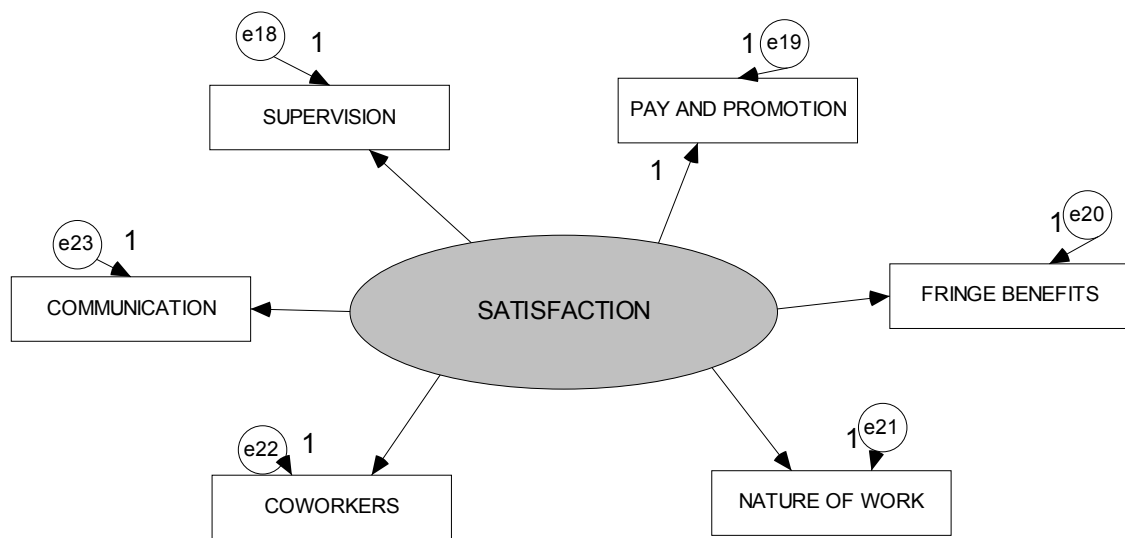 e18
1
1
e19
SUPERVISION
PAY AND PROMOTION
1
e20
1
e23
1
COMMUNICATION
SATISFACTION
FRINGE BENEFITS
e22
1
1
e21
COWORKERS
NATURE OF WORK